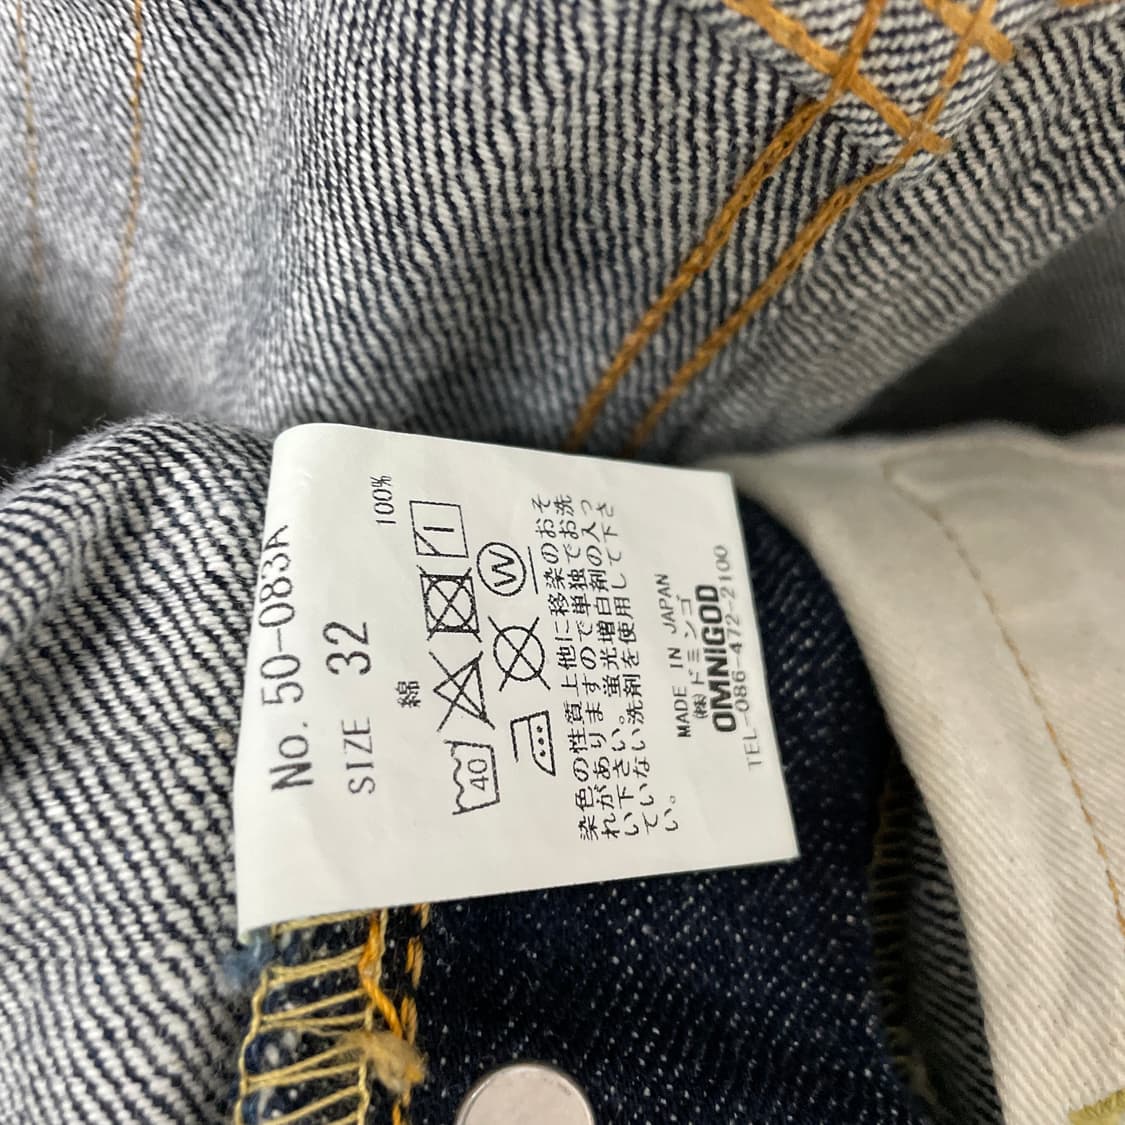 No. 50-083A
SIZE 32
綿 100%
40
W
染色の性質上他に移染のおそ
れがありますので単独でお洗
い下さい。蛍光増白剤の入っ
ていない洗剤を使用して下さ
い。
MADE IN JAPAN
㈱ドミンゴ
OMNIGOD
TEL-086-472-2100